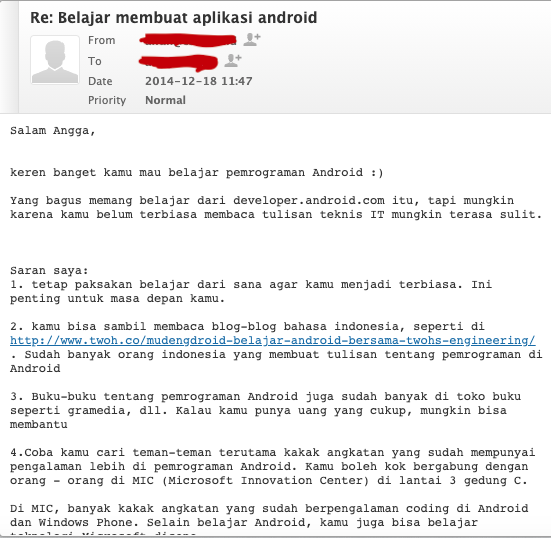 Re: Belajar membuat aplikasi android
From
To
Date 2014-12-18 11:47
Priority Normal
Salam Angga,
keren banget kamu mau belajar pemrograman Android :)
Yang bagus memang belajar dari developer.android.com itu, tapi mungkin
karena kamu belum terbiasa membaca tulisan teknis IT mungkin terasa sulit.
Saran saya:
1. tetap paksakan belajar dari sana agar kamu menjadi terbiasa. Ini
penting untuk masa depan kamu.
2. kamu bisa sambil membaca blog-blog bahasa indonesia, seperti di
http://www.twoh.co/mudengdroid-belajar-android-bersama-twohs-engineering/
. Sudah banyak orang indonesia yang membuat tulisan tentang pemrograman di
Android
3. Buku-buku tentang pemrograman Android juga sudah banyak di toko buku
seperti gramedia, dll. Kalau kamu punya uang yang cukup, mungkin bisa
membantu
4.Coba kamu cari teman-teman terutama kakak angkatan yang sudah mempunyai
pengalaman lebih di pemrograman Android. Kamu boleh kok bergabung dengan
orang - orang di MIC (Microsoft Innovation Center) di lantai 3 gedung C.
Di MIC, banyak kakak angkatan yang sudah berpengalaman coding di Android
dan Windows Phone. Selain belajar Android, kamu juga bisa belajar